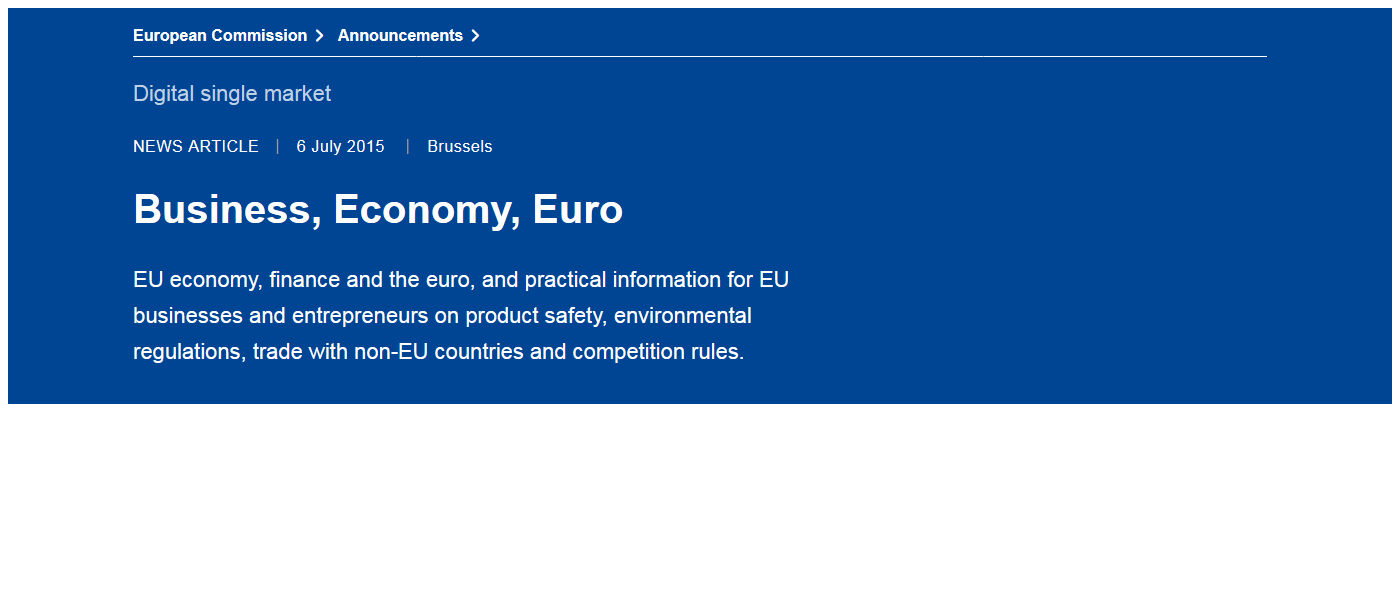 European Commission > Announcements >
Digital single market
NEWS ARTICLE | 6 July 2015 | Brussels
Business, Economy, Euro
EU economy, finance and the euro, and practical information for EU
businesses and entrepreneurs on product safety, environmental
regulations, trade with non-EU countries and competition rules.